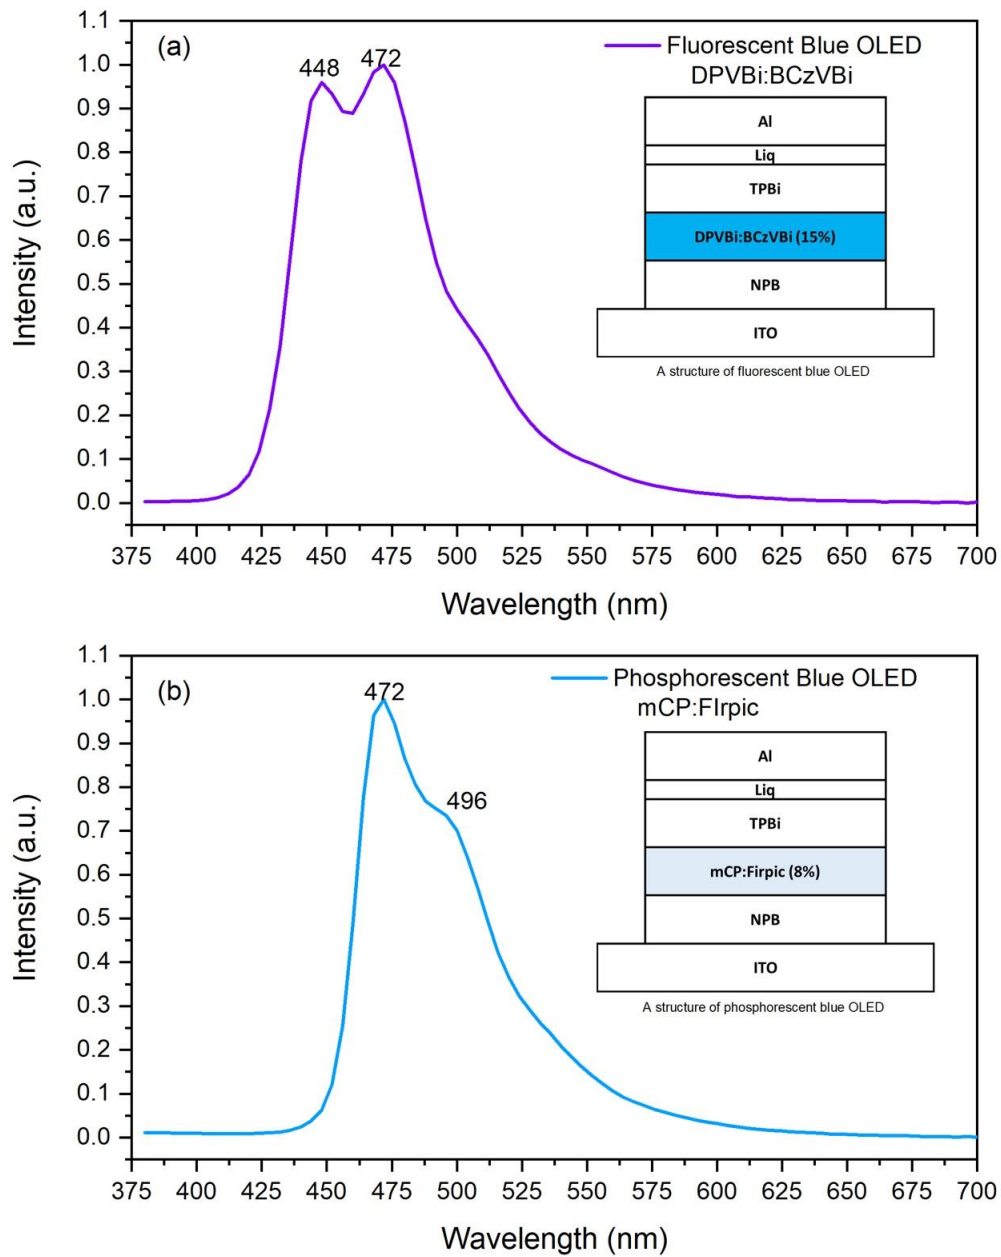 (a)
448
472
Fluorescent Blue OLED
DPVBi:BCzVBi
Al
Liq
TPBi
DPVBi:BCzVBi (15%)
NPB
ITO
A structure of fluorescent blue OLED
Intensity (a.u.)
1.1
1.0
0.9
0.8
0.7
0.6
0.5
0.4
0.3
0.2
0.1
0.0
375 400 425 450 475 500 525 550 575 600 625 650 675 700
Wavelength (nm)
(b)
472
496
Phosphorescent Blue OLED
mCP:FIrpic
Al
Liq
TPBi
mCP:Firpic (8%)
NPB
ITO
A structure of phosphorescent blue OLED
Intensity (a.u.)
1.1
1.0
0.9
0.8
0.7
0.6
0.5
0.4
0.3
0.2
0.1
0.0
375 400 425 450 475 500 525 550 575 600 625 650 675 700
Wavelength (nm)